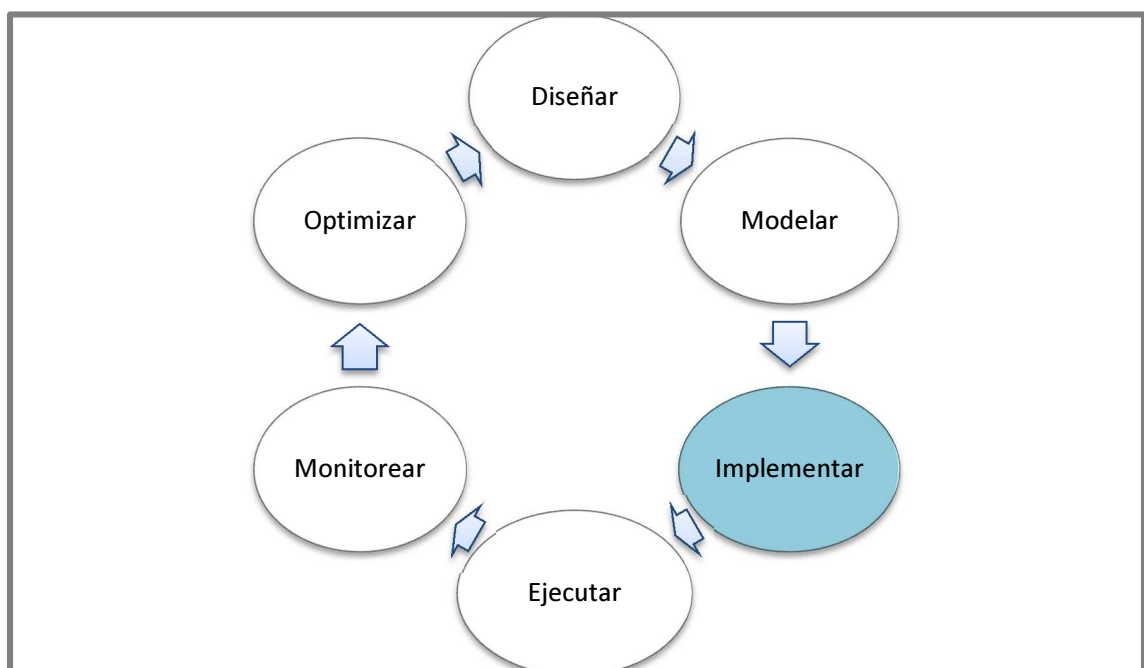 Diseñar
Modelar
Implementar
Ejecutar
Monitorear
Optimizar